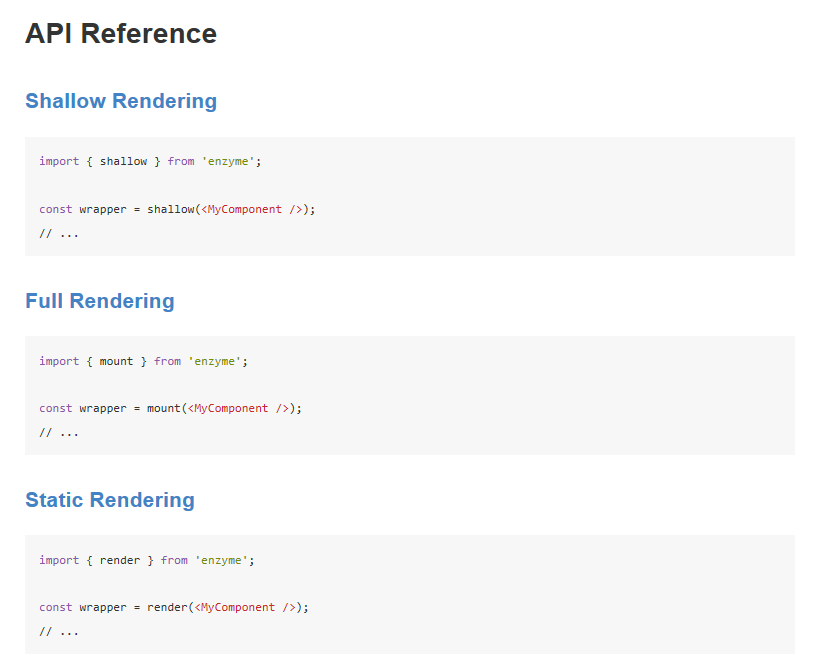 API Reference
Shallow Rendering
import { shallow } from 'enzyme';
const wrapper = shallow(<MyComponent />);
// ...
Full Rendering
import { mount } from 'enzyme';
const wrapper = mount(<MyComponent />);
// ...
Static Rendering
import { render } from 'enzyme';
const wrapper = render(<MyComponent />);
// ...